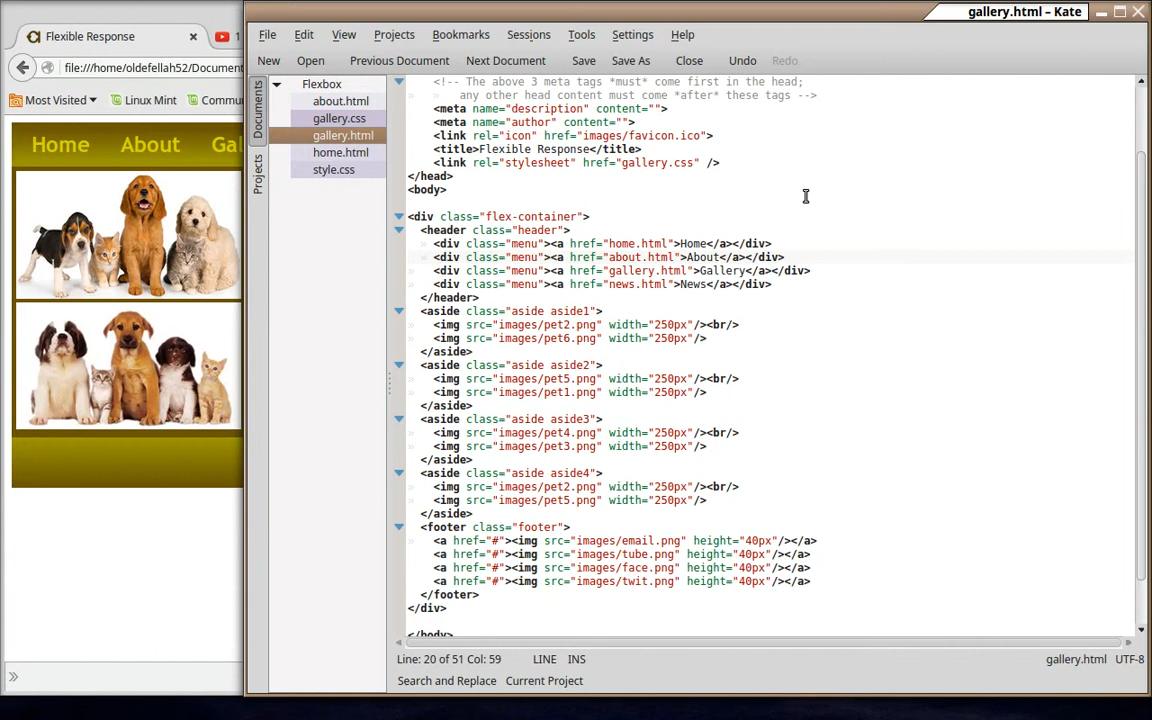 gallery.html – Kate
Flexible Response
1
file:///home/oldefellah52/Document
Most Visited
Linux Mint
Commu
Home About Gal
File Edit View Projects Bookmarks Sessions Tools Settings Help
New Open Previous Document Next Document Save Save As Close Undo Redo
Documents
Projects
Flexbox
about.html
gallery.css
gallery.html
home.html
style.css
<!-- The above 3 meta tags *must* come first in the head;
any other head content must come *after* these tags -->
<meta name="description" content="">
<meta name="author" content="">
<link rel="icon" href="images/favicon.ico">
<title>Flexible Response</title>
<link rel="stylesheet" href="gallery.css" />
</head>
<body>
<div class="flex-container">
<header class="header">
<div class="menu"><a href="home.html">Home</a></div>
<div class="menu"><a href="about.html">About</a></div>
<div class="menu"><a href="gallery.html">Gallery</a></div>
<div class="menu"><a href="news.html">News</a></div>
</header>
<aside class="aside aside1">
<img src="images/pet2.png" width="250px"/><br/>
<img src="images/pet6.png" width="250px"/>
</aside>
<aside class="aside aside2">
<img src="images/pet5.png" width="250px"/><br/>
<img src="images/pet1.png" width="250px"/>
</aside>
<aside class="aside aside3">
<img src="images/pet4.png" width="250px"/><br/>
<img src="images/pet3.png" width="250px"/>
</aside>
<aside class="aside aside4">
<img src="images/pet2.png" width="250px"/><br/>
<img src="images/pet5.png" width="250px"/>
</aside>
<footer class="footer">
<a href="#"><img src="images/email.png" height="40px"/></a>
<a href="#"><img src="images/tube.png" height="40px"/></a>
<a href="#"><img src="images/face.png" height="40px"/></a>
<a href="#"><img src="images/twit.png" height="40px"/></a>
</footer>
</div>
</body>
Line: 20 of 51 Col: 59 LINE INS gallery.html UTF-8
Search and Replace Current Project